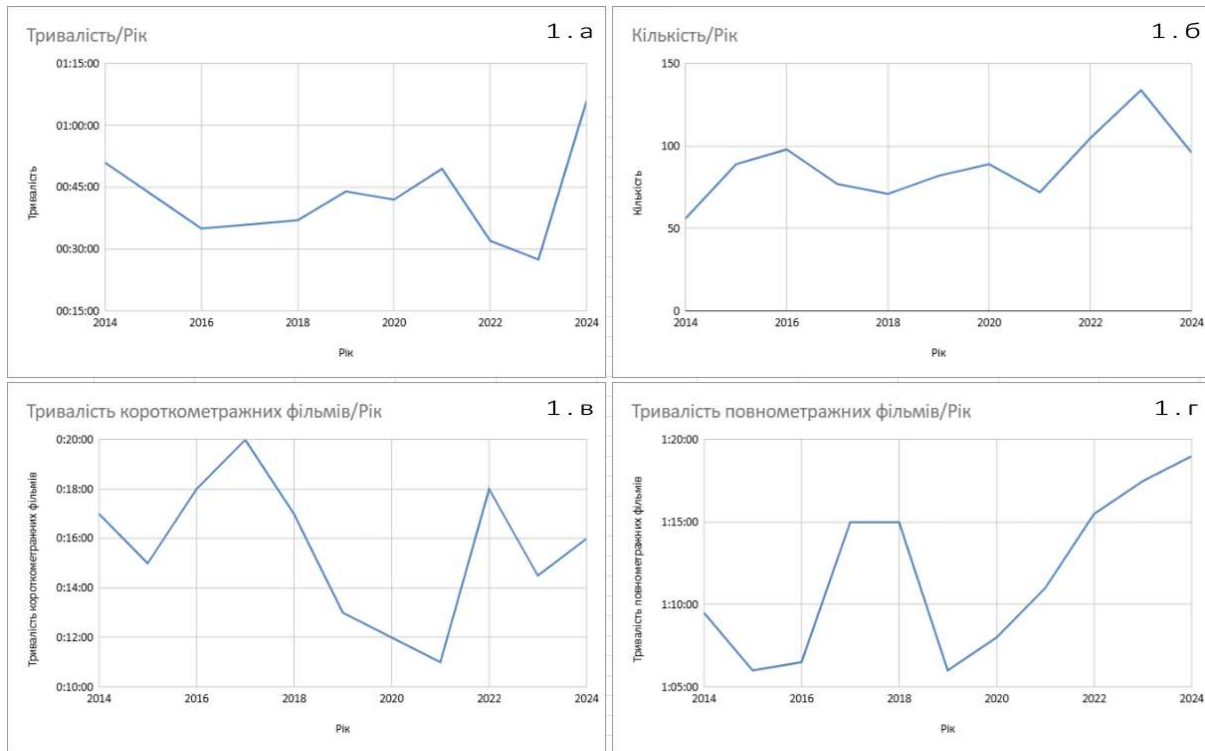 Тривалість/Рік
1.а
01:15:00
01:00:00
00:45:00
00:30:00
00:15:00
Тривалість
2014 2016 2018 2020 2022 2024
Рік
Кількість/Рік
1.б
150
100
50
0
Кількість
2014 2016 2018 2020 2022 2024
Рік
Тривалість короткометражних фільмів/Рік
1.в
0:20:00
0:18:00
0:16:00
0:14:00
0:12:00
0:10:00
Тривалість короткометражних фільмів
2014 2016 2018 2020 2022 2024
Рік
Тривалість повнометражних фільмів/Рік
1.г
1:20:00
1:15:00
1:10:00
1:05:00
Тривалість повнометражних фільмів
2014 2016 2018 2020 2022 2024
Рік